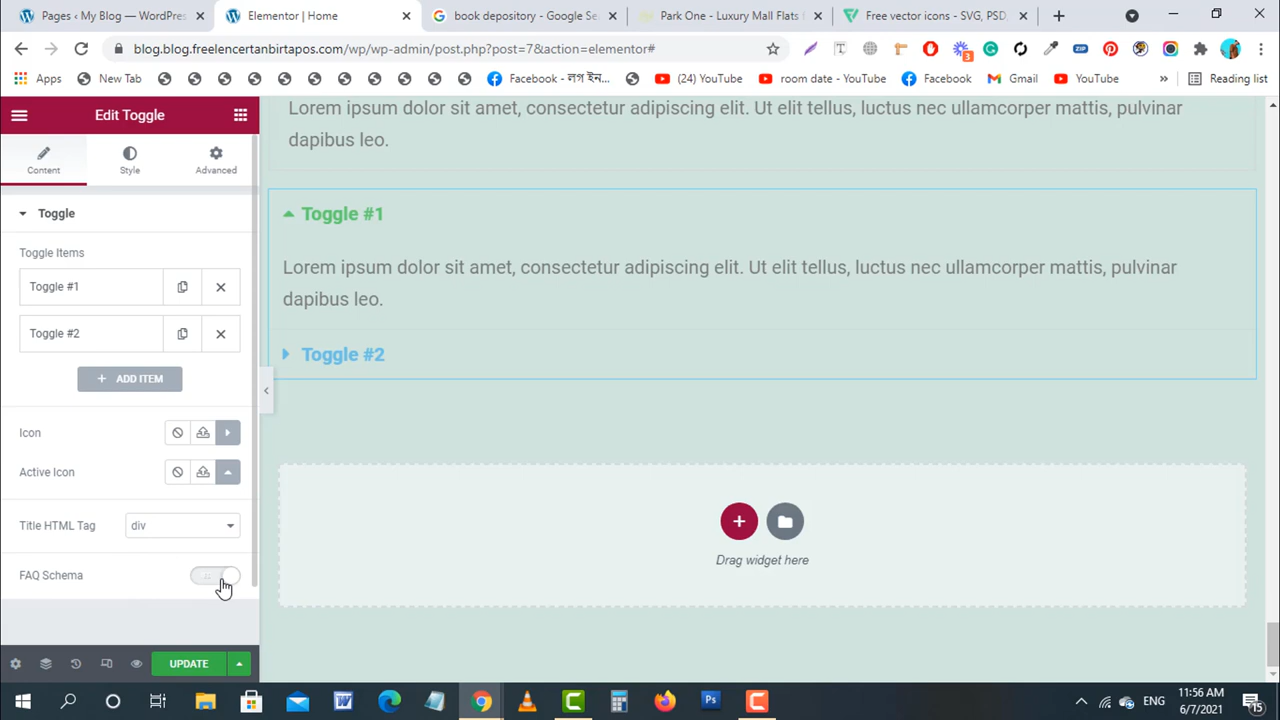 Pages ‹ My Blog — WordPres
Elementor | Home
book depository - Google Se
Park One - Luxury Mall Flats f
Free vector icons - SVG, PSD,
blog.blog.freelencertanbirtapos.com/wp/wp-admin/post.php?post=7&action=elementor#
3
Apps
New Tab
Facebook - লগ ইন...
(24) YouTube
room date - YouTube
Facebook
Gmail
YouTube
»
Reading list
Edit Toggle
Content
Style
Advanced
Toggle
Toggle Items
Toggle #1
Toggle #2
+ ADD ITEM
Icon
Active Icon
Title HTML Tag
div
FAQ Schema
UPDATE
Lorem ipsum dolor sit amet, consectetur adipiscing elit. Ut elit tellus, luctus nec ullamcorper mattis, pulvinar
dapibus leo.
Toggle #1
Lorem ipsum dolor sit amet, consectetur adipiscing elit. Ut elit tellus, luctus nec ullamcorper mattis, pulvinar
dapibus leo.
Toggle #2
Drag widget here
ENG
11:56 AM
6/7/2021
15